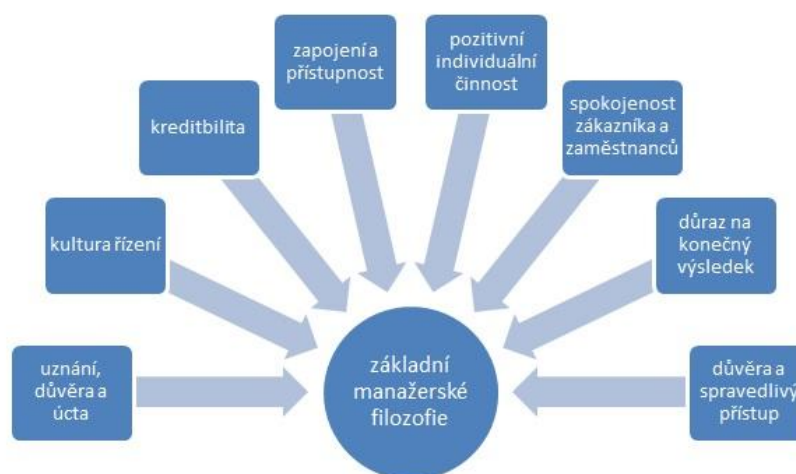 uznání,
důvěra a
úcta
kultura řízení
kreditbilita
zapojení a
přístupnost
pozitivní
individuální
činnost
spokojenost
zákazníka a
zaměstnanců
důraz na
konečný
výsledek
důvěra a
spravedlivý
přístup
základní
manažerské
filozofie